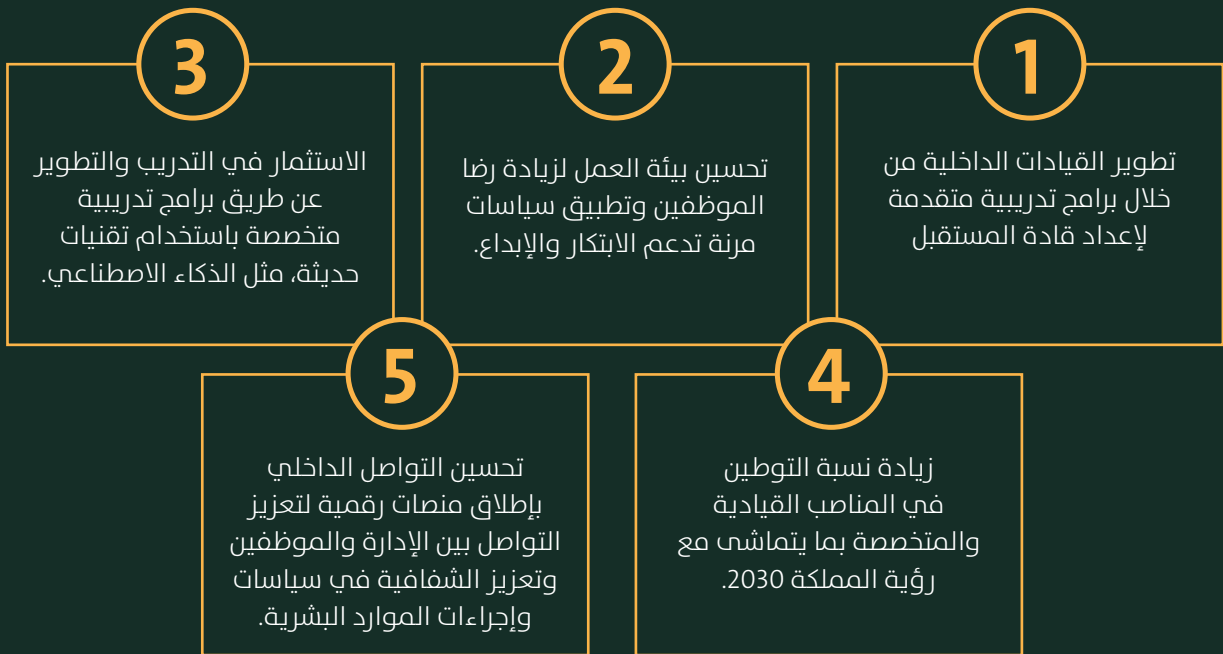 1
تطوير القيادات الداخلية من
خلال برامج تدريبية متقدمة
لإعداد قادة المستقبل
2
تحسين بيئة العمل لزيادة رضا
الموظفين وتطبيق سياسات
مرنة تدعم الابتكار والإبداع.
3
الاستثمار في التدريب والتطوير
عن طريق برامج تدريبية
متخصصة باستخدام تقنيات
حديثة، مثل الذكاء الاصطناعي.
4
زيادة نسبة التوطين
في المناصب القيادية
والمتخصصة بما يتماشى مع
رؤية المملكة 2030.
5
تحسين التواصل الداخلي
بإطلاق منصات رقمية لتعزيز
التواصل بين الإدارة والموظفين
وتعزيز الشفافية في سياسات
وإجراءات الموارد البشرية.